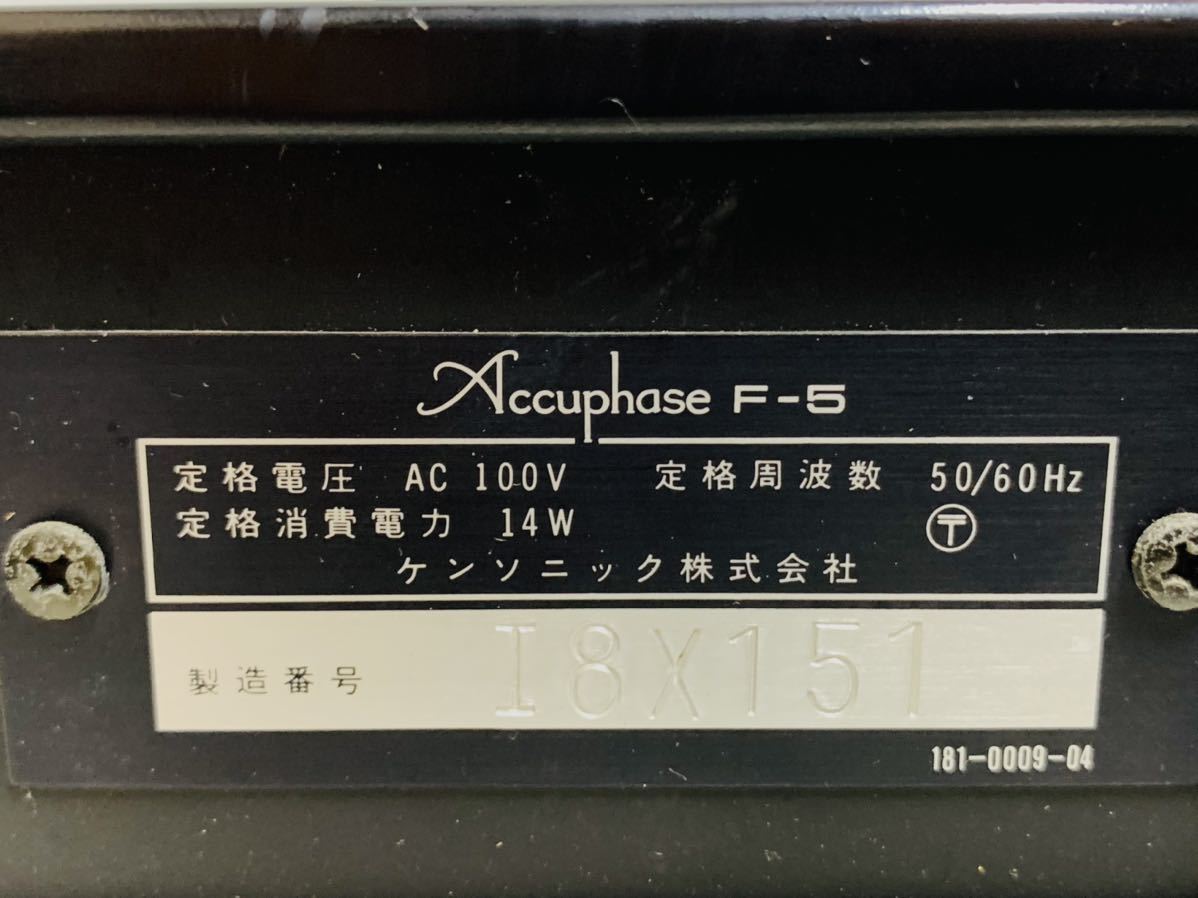 Accuphase F-5
定格電圧 AC 100V 定格周波数 50/60Hz
定格消費電力 14W 〒
ケンソニック株式会社
製造番号 I8X151
181-0009-04